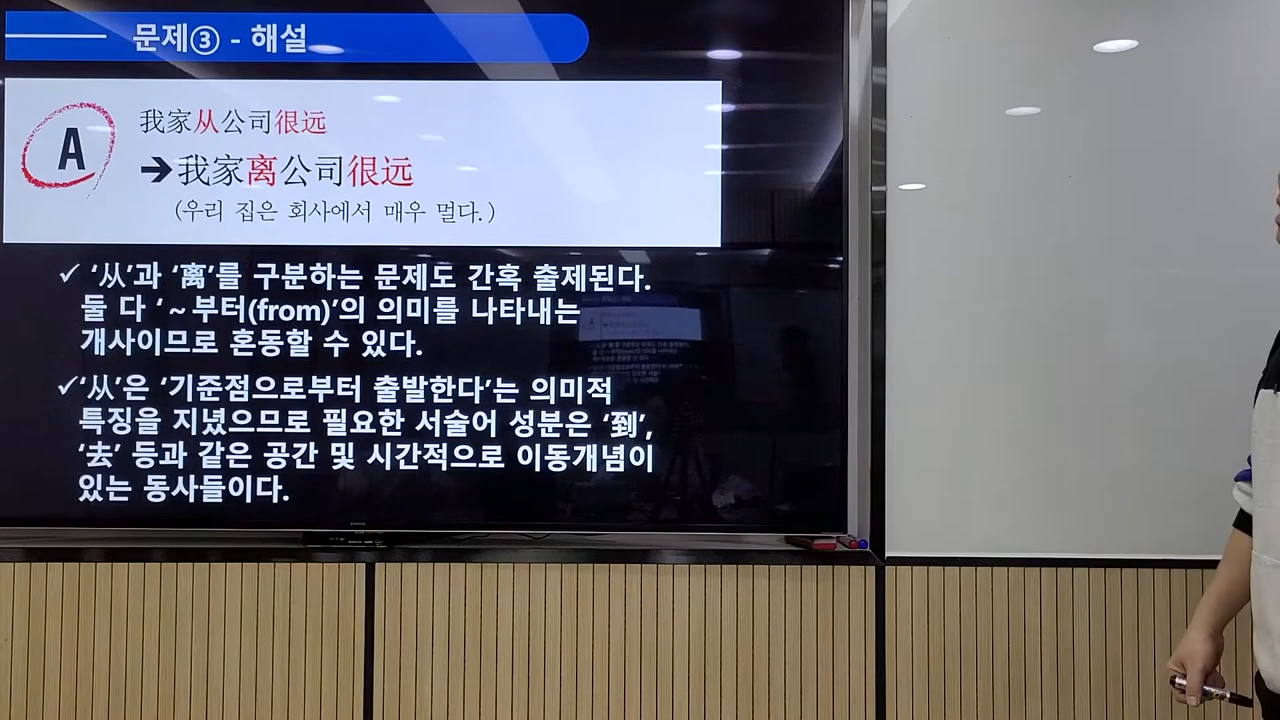 문제③ - 해설
A
我家从公司很远
➔我家离公司很远
(우리 집은 회사에서 매우 멀다.)
✓ ‘从’과 ‘离’를 구분하는 문제도 간혹 출제된다.
둘 다 ‘~부터(from)’의 의미를 나타내는
개사이므로 혼동할 수 있다.
✓‘从’은 ‘기준점으로부터 출발한다’는 의미적
특징을 지녔으므로 필요한 서술어 성분은 ‘到’,
‘去’ 등과 같은 공간 및 시간적으로 이동개념이
있는 동사들이다.